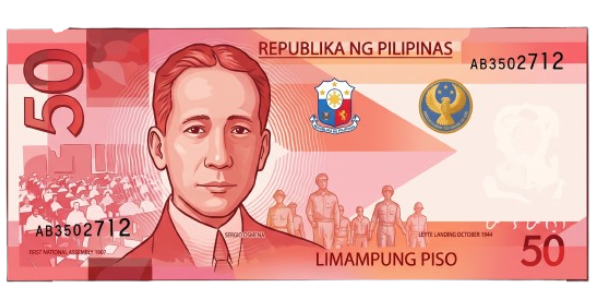 50
REPUBLIKA NG PILIPINAS
AB3502712
AB3502712
SERGIO OSMEÑA
LEYTE LANDING OCTOBER 1944
FIRST NATIONAL ASSEMBLY 1907
LIMAMPUNG PISO
50